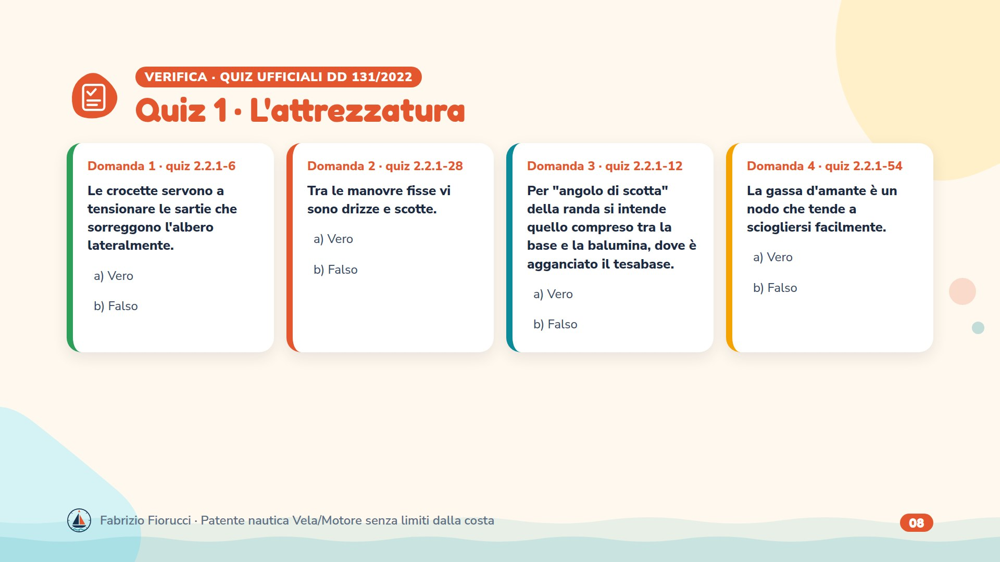 VERIFICA · QUIZ UFFICIALI DD 131/2022
Quiz 1 · L'attrezzatura
Domanda 1 · quiz 2.2.1-6
Le crocette servono a
tensionare le sartie che
sorreggono l'albero
lateralmente.
a) Vero
b) Falso
Domanda 2 · quiz 2.2.1-28
Tra le manovre fisse vi
sono drizze e scotte.
a) Vero
b) Falso
Domanda 3 · quiz 2.2.1-12
Per "angolo di scotta"
della randa si intende
quello compreso tra la
base e la balumina, dove è
agganciato il tesabase.
a) Vero
b) Falso
Domanda 4 · quiz 2.2.1-54
La gassa d'amante è un
nodo che tende a
sciogliersi facilmente.
a) Vero
b) Falso
Fabrizio Fiorucci · Patente nautica Vela/Motore senza limiti dalla costa
08